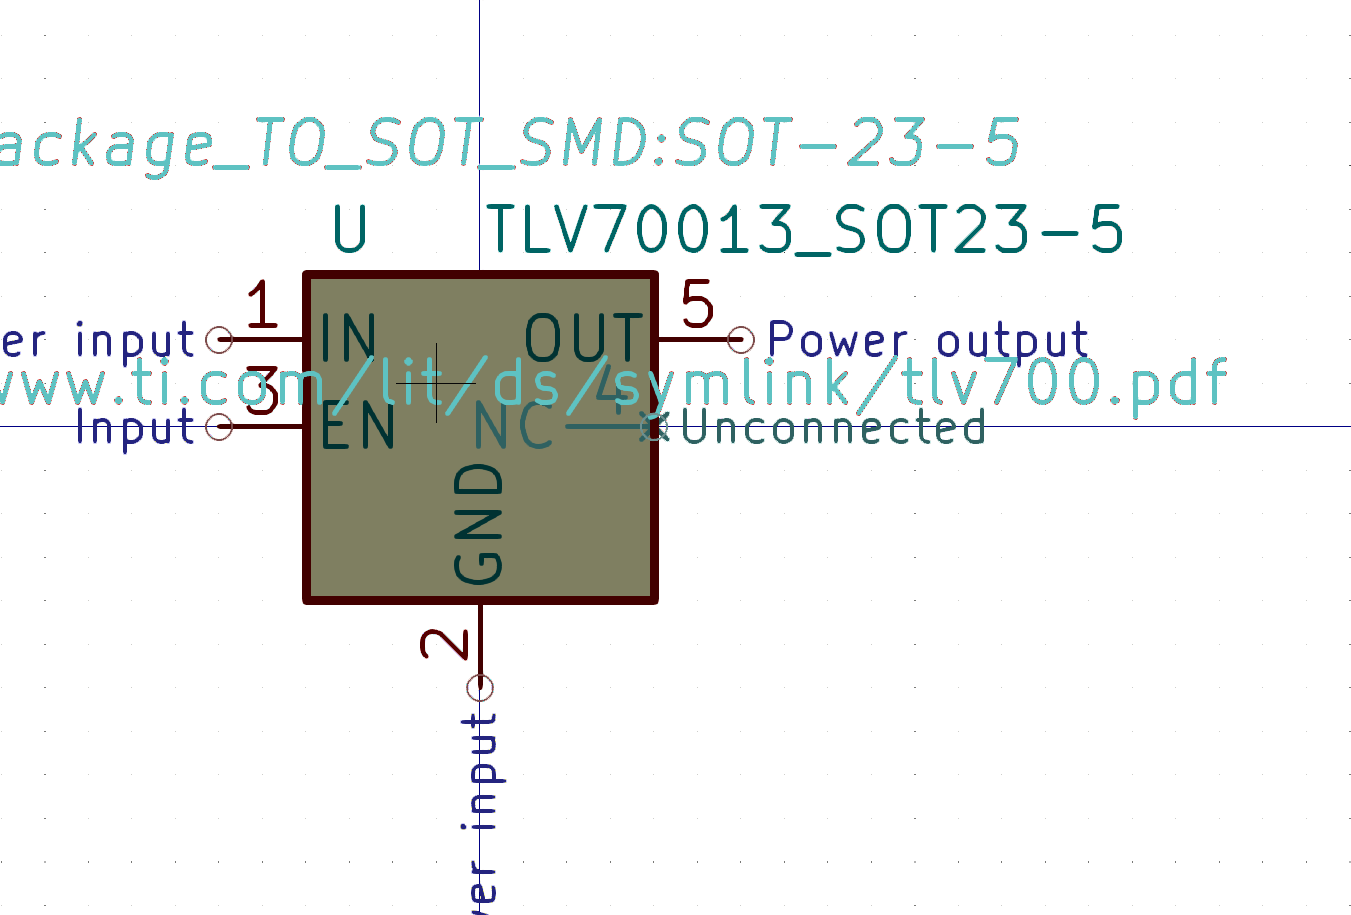 ackage_TO_SOT_SMD:SOT-23-5
U TLV70013_SOT23-5
1 5
er input IN OUT Power output
www.ti.com/lit/ds/symlink/tlv700.pdf
3 4
Input EN NC Unconnected
GND
2
er input